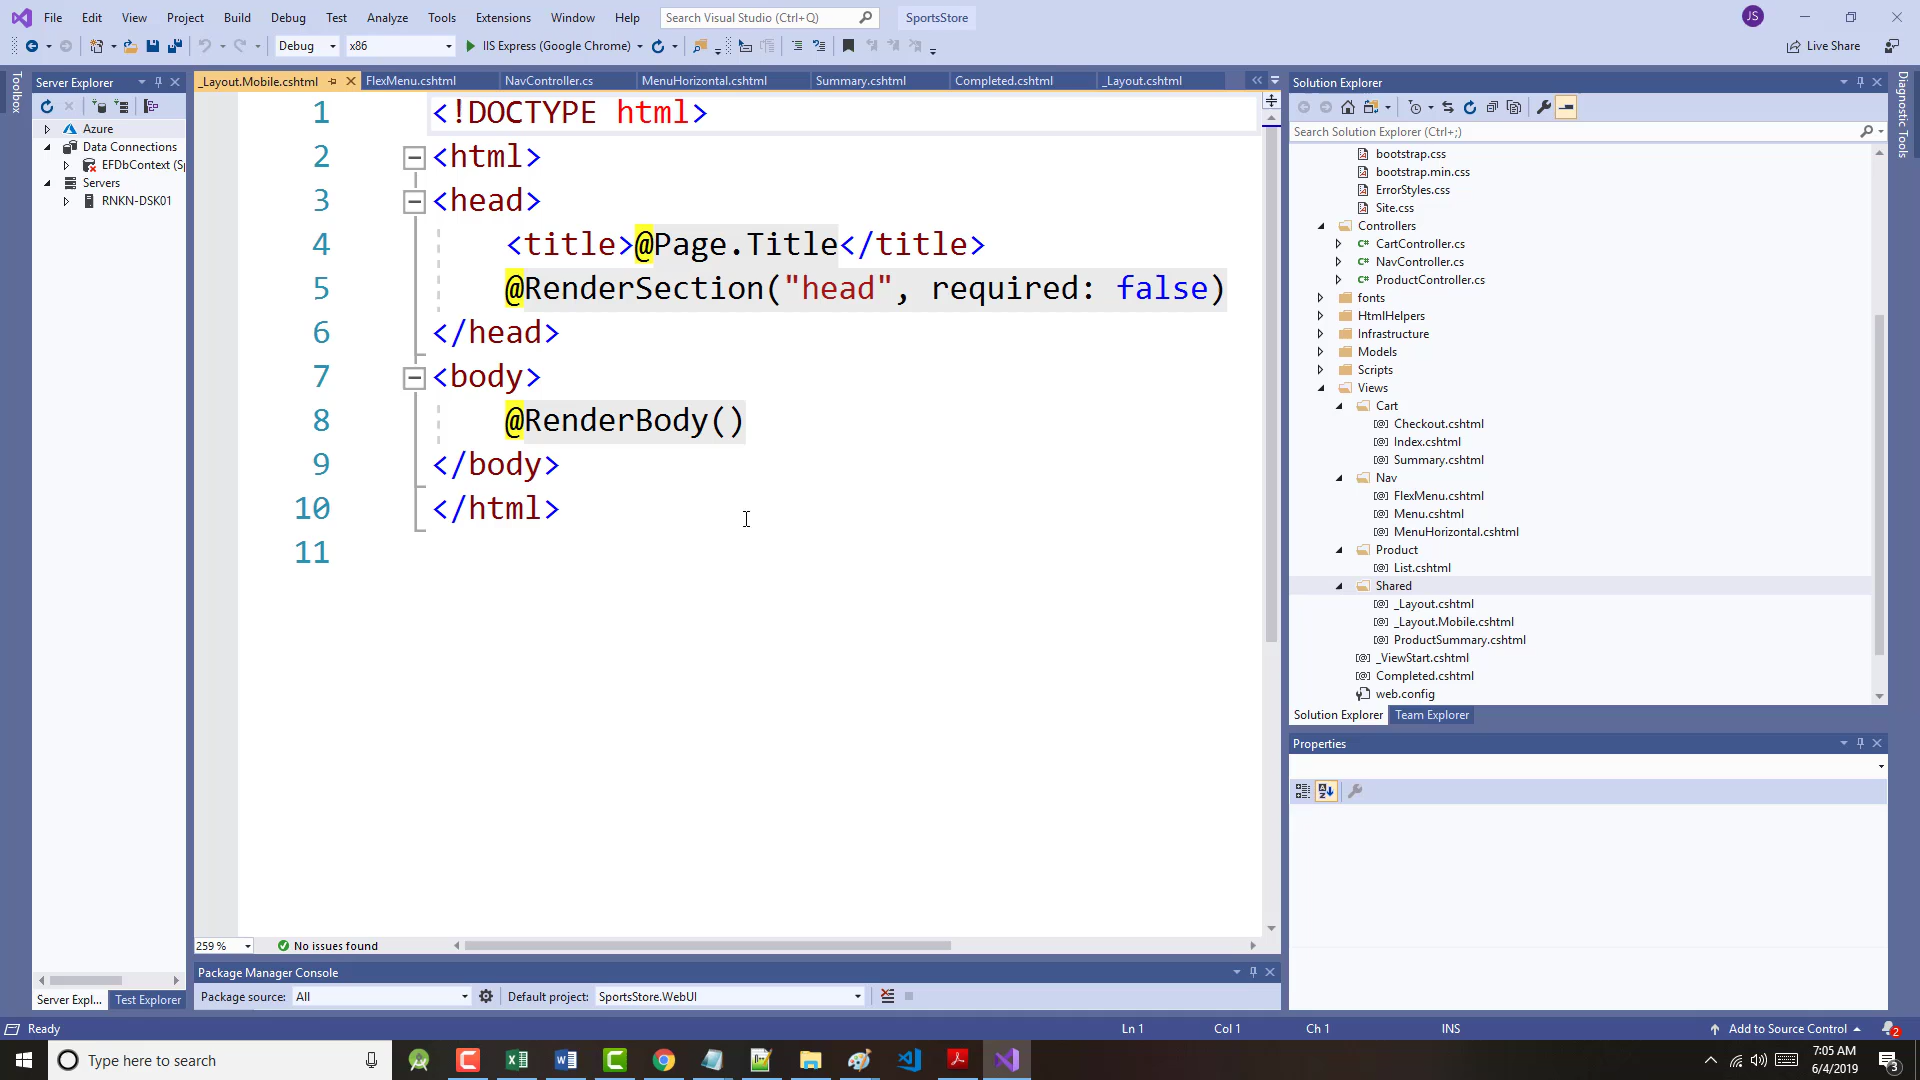 File Edit View Project Build Debug Test Analyze Tools Extensions Window Help Search Visual Studio (Ctrl+Q) SportsStore JS
Debug x86 IIS Express (Google Chrome) Live Share
Toolbox
Server Explorer
Azure
Data Connections
EFDbContext (Sp
Servers
RNKN-DSK01
Server Expl... Test Explorer
_Layout.Mobile.cshtml FlexMenu.cshtml NavController.cs MenuHorizontal.cshtml Summary.cshtml Completed.cshtml _Layout.cshtml
1 <!DOCTYPE html>
2 <html>
3 <head>
4 <title>@Page.Title</title>
5 @RenderSection("head", required: false)
6 </head>
7 <body>
8 @RenderBody()
9 </body>
10 </html>
11
259 % No issues found
Package Manager Console
Package source: All Default project: SportsStore.WebUI
Solution Explorer
Search Solution Explorer (Ctrl+;)
bootstrap.css
bootstrap.min.css
ErrorStyles.css
Site.css
Controllers
C# CartController.cs
C# NavController.cs
C# ProductController.cs
fonts
HtmlHelpers
Infrastructure
Models
Scripts
Views
Cart
[@] Checkout.cshtml
[@] Index.cshtml
[@] Summary.cshtml
Nav
[@] FlexMenu.cshtml
[@] Menu.cshtml
[@] MenuHorizontal.cshtml
Product
[@] List.cshtml
Shared
[@] _Layout.cshtml
[@] _Layout.Mobile.cshtml
[@] ProductSummary.cshtml
[@] _ViewStart.cshtml
[@] Completed.cshtml
web.config
Solution Explorer Team Explorer
Properties
Diagnostic Tools
Ready Ln 1 Col 1 Ch 1 INS Add to Source Control 2
Type here to search 7:05 AM
6/4/2019 3